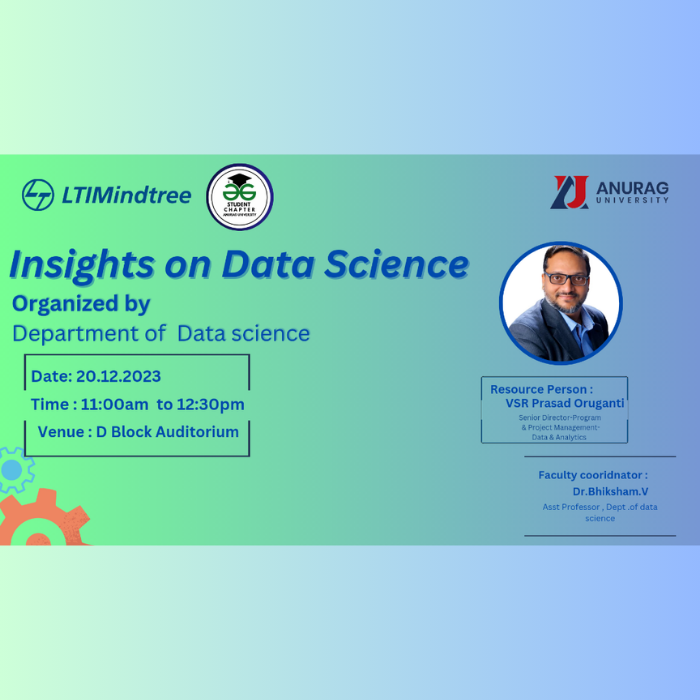 LTIMindtree
STUDENT
CHAPTER
ANURAG UNIVERSITY
ANURAG
UNIVERSITY
Insights on Data Science
Organized by
Department of Data science
Date: 20.12.2023
Time : 11:00am to 12:30pm
Venue : D Block Auditorium
Resource Person :
VSR Prasad Oruganti
Senior Director-Program
& Project Management-
Data & Analytics
Faculty cooridnator :
Dr.Bhiksham.V
Asst Professor , Dept .of data
science